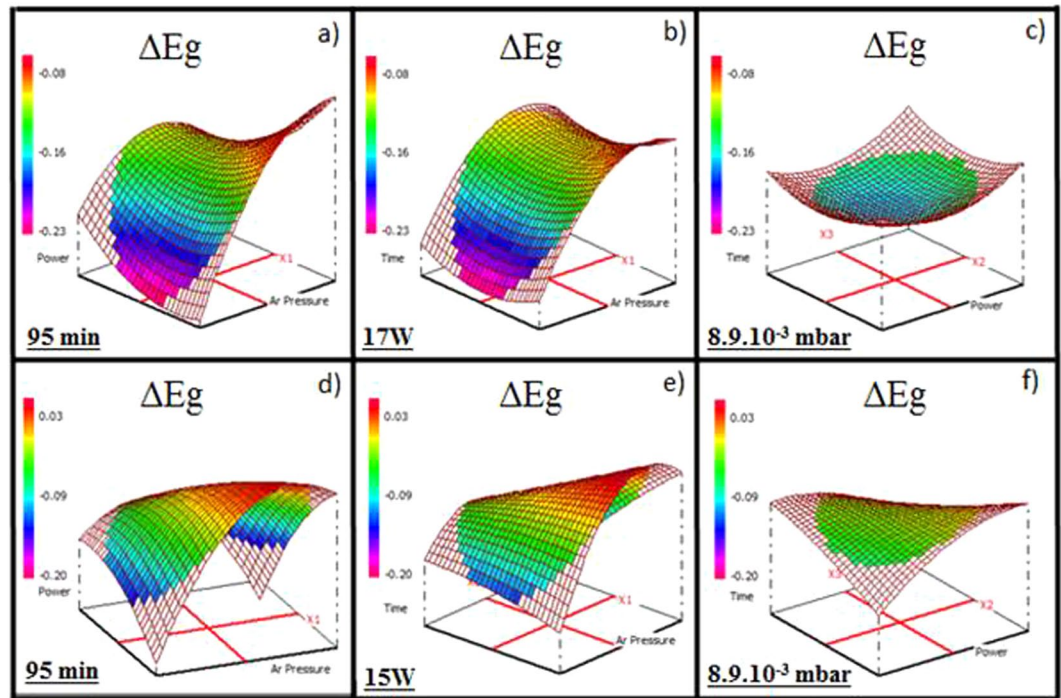 a)
ΔEg
-0.08
-0.16
-0.23
Power
X1
Ar Pressure
95 min
b)
ΔEg
-0.08
-0.16
-0.23
Time
X1
Ar Pressure
17W
c)
ΔEg
-0.08
-0.16
-0.23
Time
X3
X2
Power
8.9.10⁻³ mbar
d)
ΔEg
0.03
-0.09
-0.20
Power
X1
Ar Pressure
95 min
e)
ΔEg
0.03
-0.09
-0.20
Time
X1
Ar Pressure
15W
f)
ΔEg
0.03
-0.09
-0.20
Time
X2
Power
8.9.10⁻³ mbar